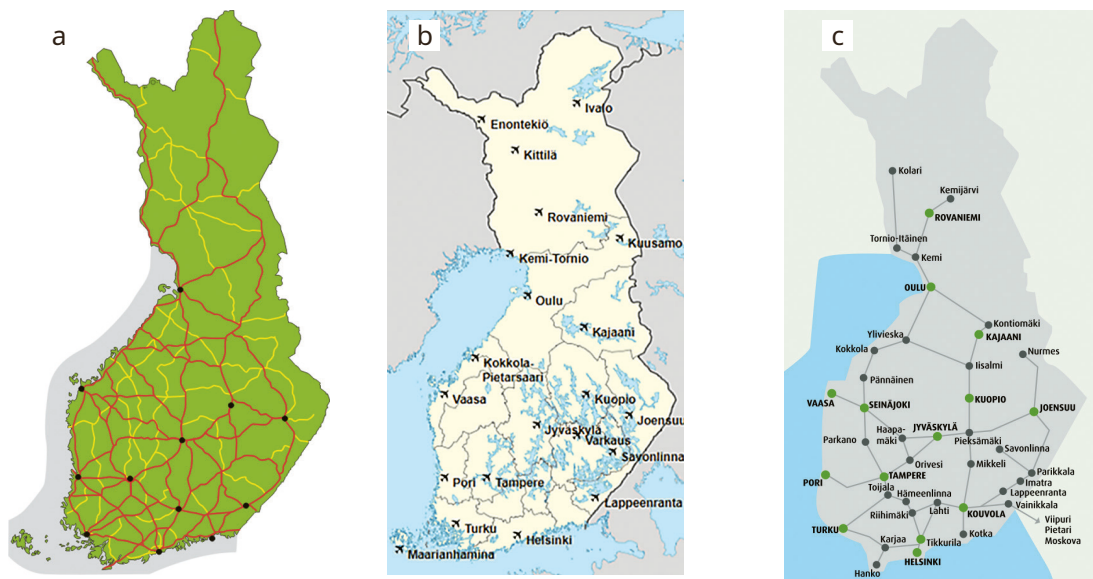 a
b
Ivalo
Enontekiö
Kittilä
Rovaniemi
Kuusamo
Kemi-Tornio
Oulu
Kajaani
Kokkola-
Pietarsaari
Vaasa
Kuopio
Joensuu
Jyväskylä
Varkaus
Savonlinna
Pori
Tampere
Lappeenranta
Turku
Helsinki
Maarianhamina
c
Kolari
Kemijärvi
ROVANIEMI
Tornio-Itäinen
Kemi
OULU
Kontiomäki
Ylivieska
KAJAANI
Kokkola
Nurmes
Iisalmi
Pännäinen
VAASA
SEINÄJOKI
KUOPIO
JOENSUU
Haapa-
mäki
JYVÄSKYLÄ
Parkano
Pieksämäki
Savonlinna
Orivesi
Mikkeli
Parikkala
TAMPERE
PORI
Imatra
Toijala
Hämeenlinna
Lappeenranta
Lahti
KOUVOLA
Vainikkala
Riihimäki
TURKU
Viipuri
Pietari
Moskova
Karjaa
Tikkurila
Kotka
HELSINKI
Hanko